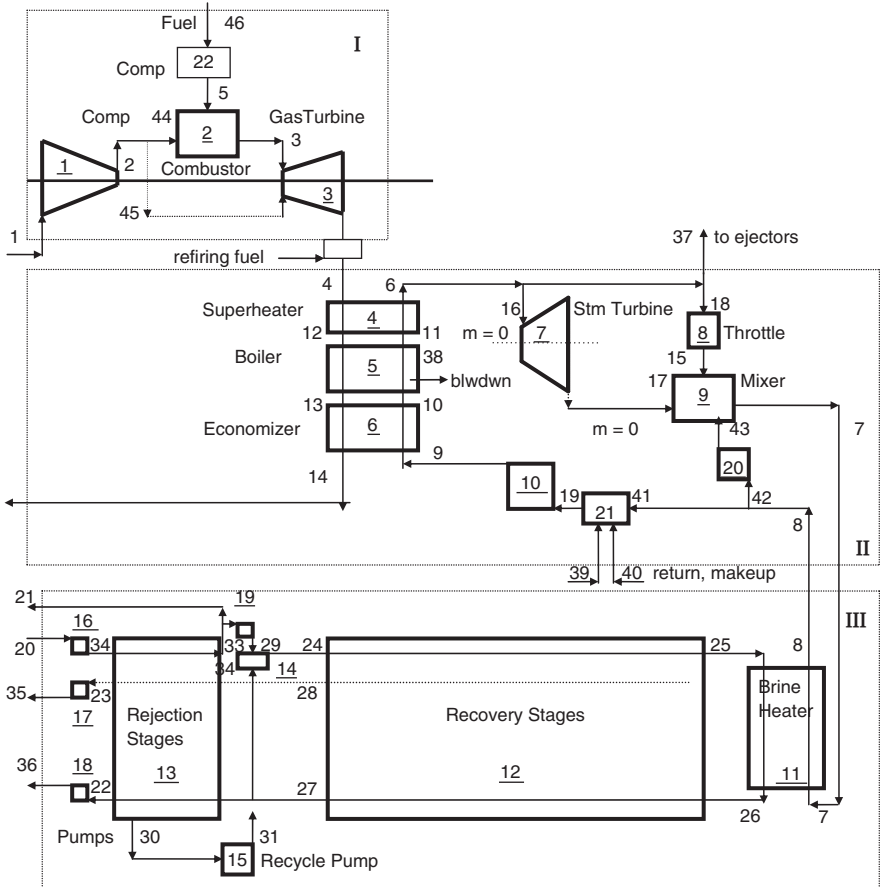 Fuel 46
I
22
Comp
5
Comp 44 GasTurbine
2 3
1 2 Combustor
3
45
1
refiring fuel
37 to ejectors
4 6
Superheater 4 16 Stm Turbine 18
12 11 m = 0 7 8 Throttle
Boiler 38 15
5 blwdwn 17 Mixer
13 10 9
Economizer 6 m = 0 43 7
9
14 10 19 41 20 42
21 8
II
39 40 return, makeup
21 19 III
16
20 34 33 29 24 25 8
34 14
35 23 28 Brine
17 Rejection Recovery Stages Heater
Stages
36 18 13 12 11
22 27 26 7
Pumps 30 31
15 Recycle Pump